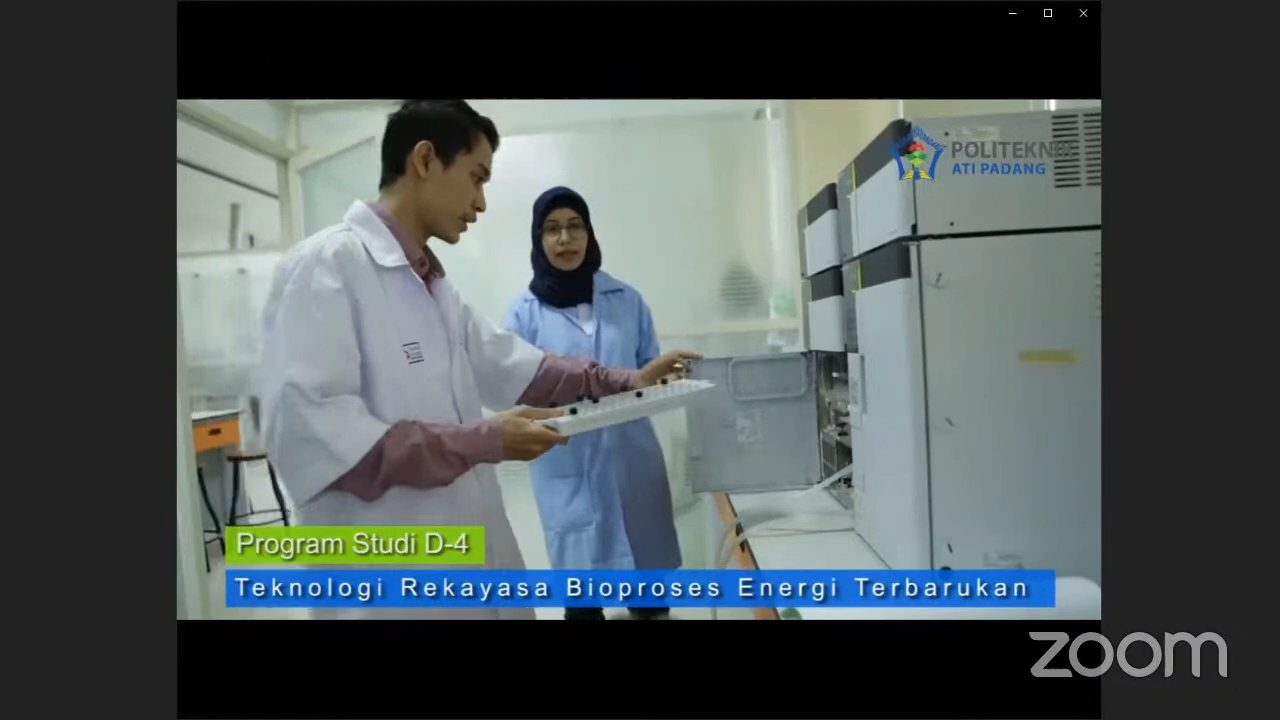 POLITEKNIK
ATI PADANG
Program Studi D-4
Teknologi Rekayasa Bioproses Energi Terbarukan
zoom